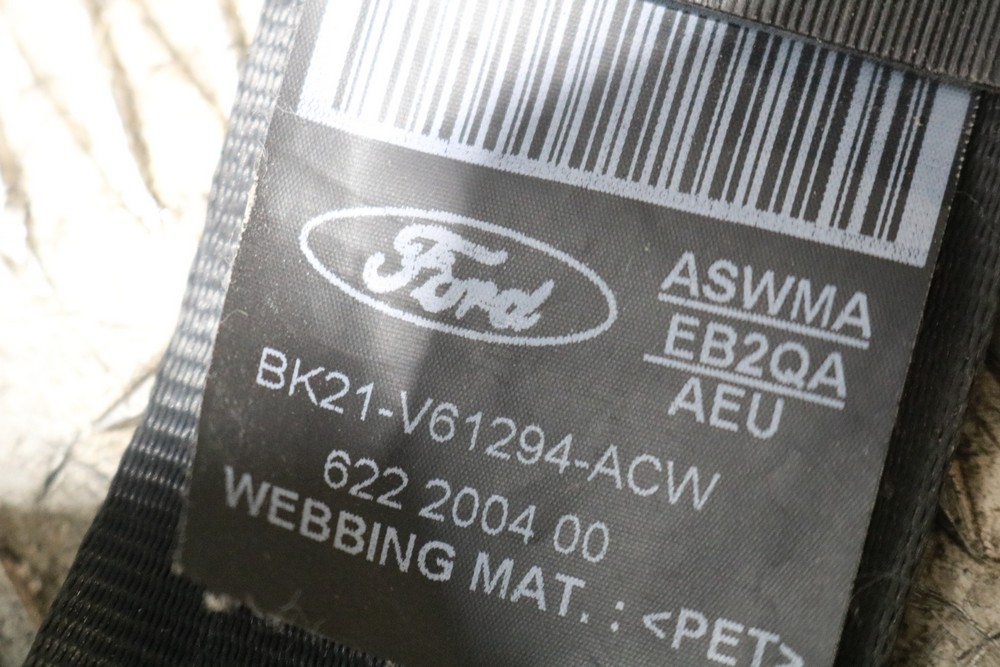 Ford
ASWMA
EB2QA
AEU
BK21-V61294-ACW
622 2004 00
WEBBING MAT. : <PET>